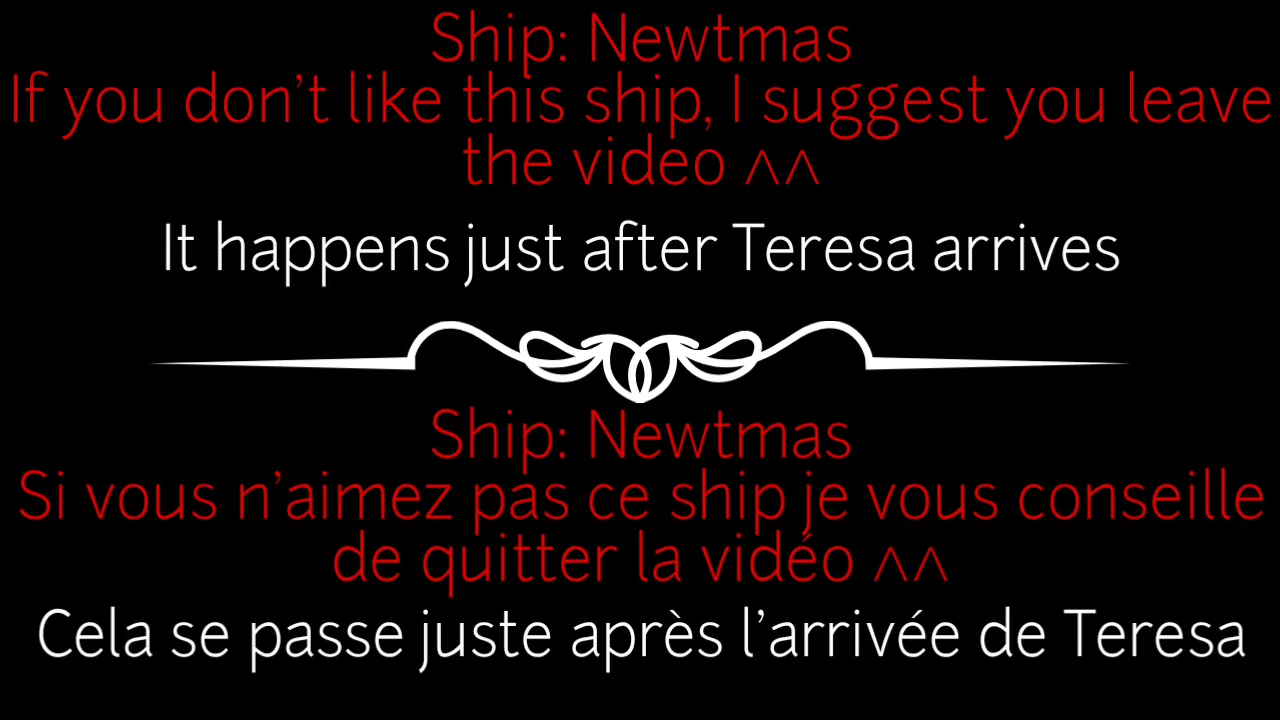 Ship: Newtmas
If you don't like this ship, I suggest you leave
the video ^^
It happens just after Teresa arrives
Ship: Newtmas
Si vous n'aimez pas ce ship je vous conseille
de quitter la vidéo ^^
Cela se passe juste après l'arrivée de Teresa